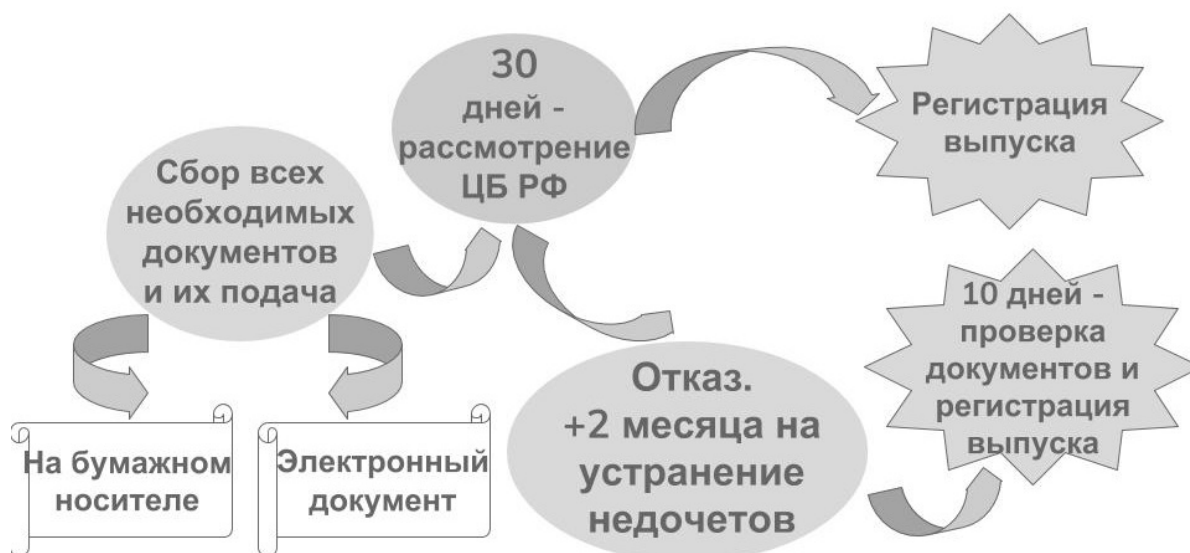 30
дней -
рассмотрение
ЦБ РФ
Регистрация
выпуска
Сбор всех
необходимых
документов
и их подача
10 дней -
проверка
документов и
регистрация
выпуска
Отказ.
+2 месяца на
устранение
недочетов
На бумажном
носителе
Электронный
документ